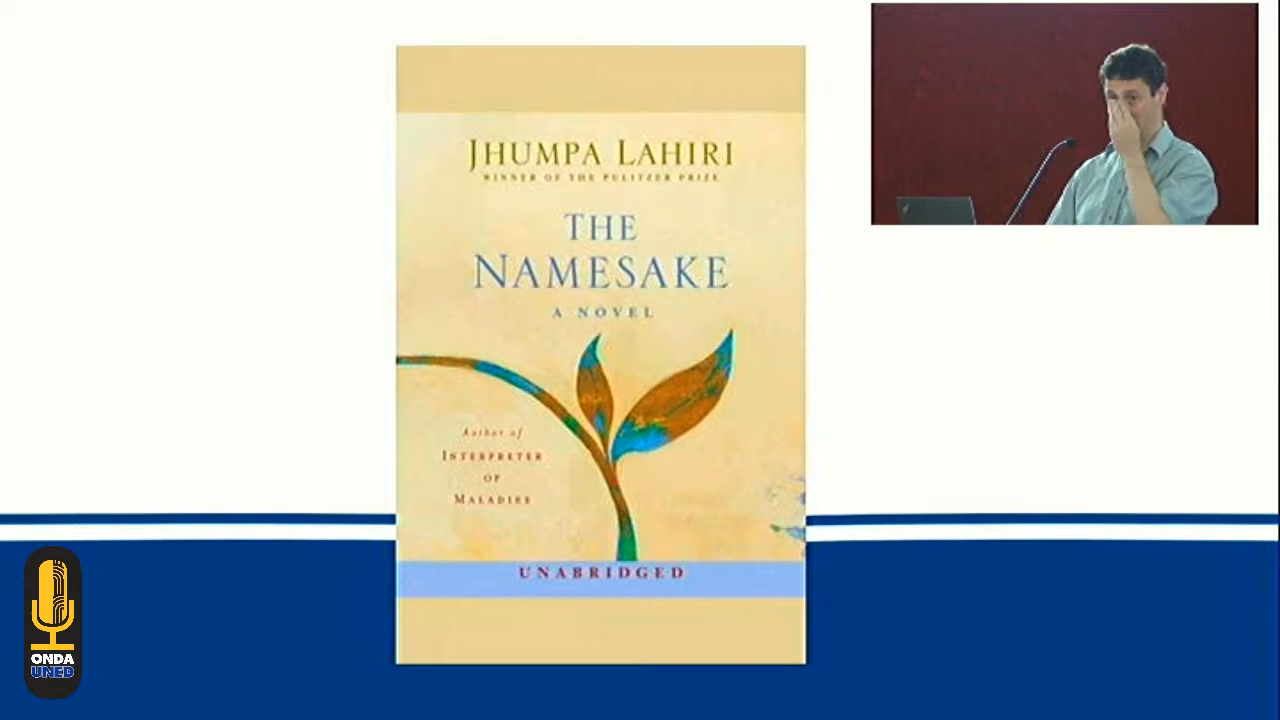 JHUMPA LAHIRI
WINNER OF THE PULITZER PRIZE
THE
NAMESAKE
A NOVEL
Author of
INTERPRETER
OF
MALADIES
UNABRIDGED
ONDA
UNED